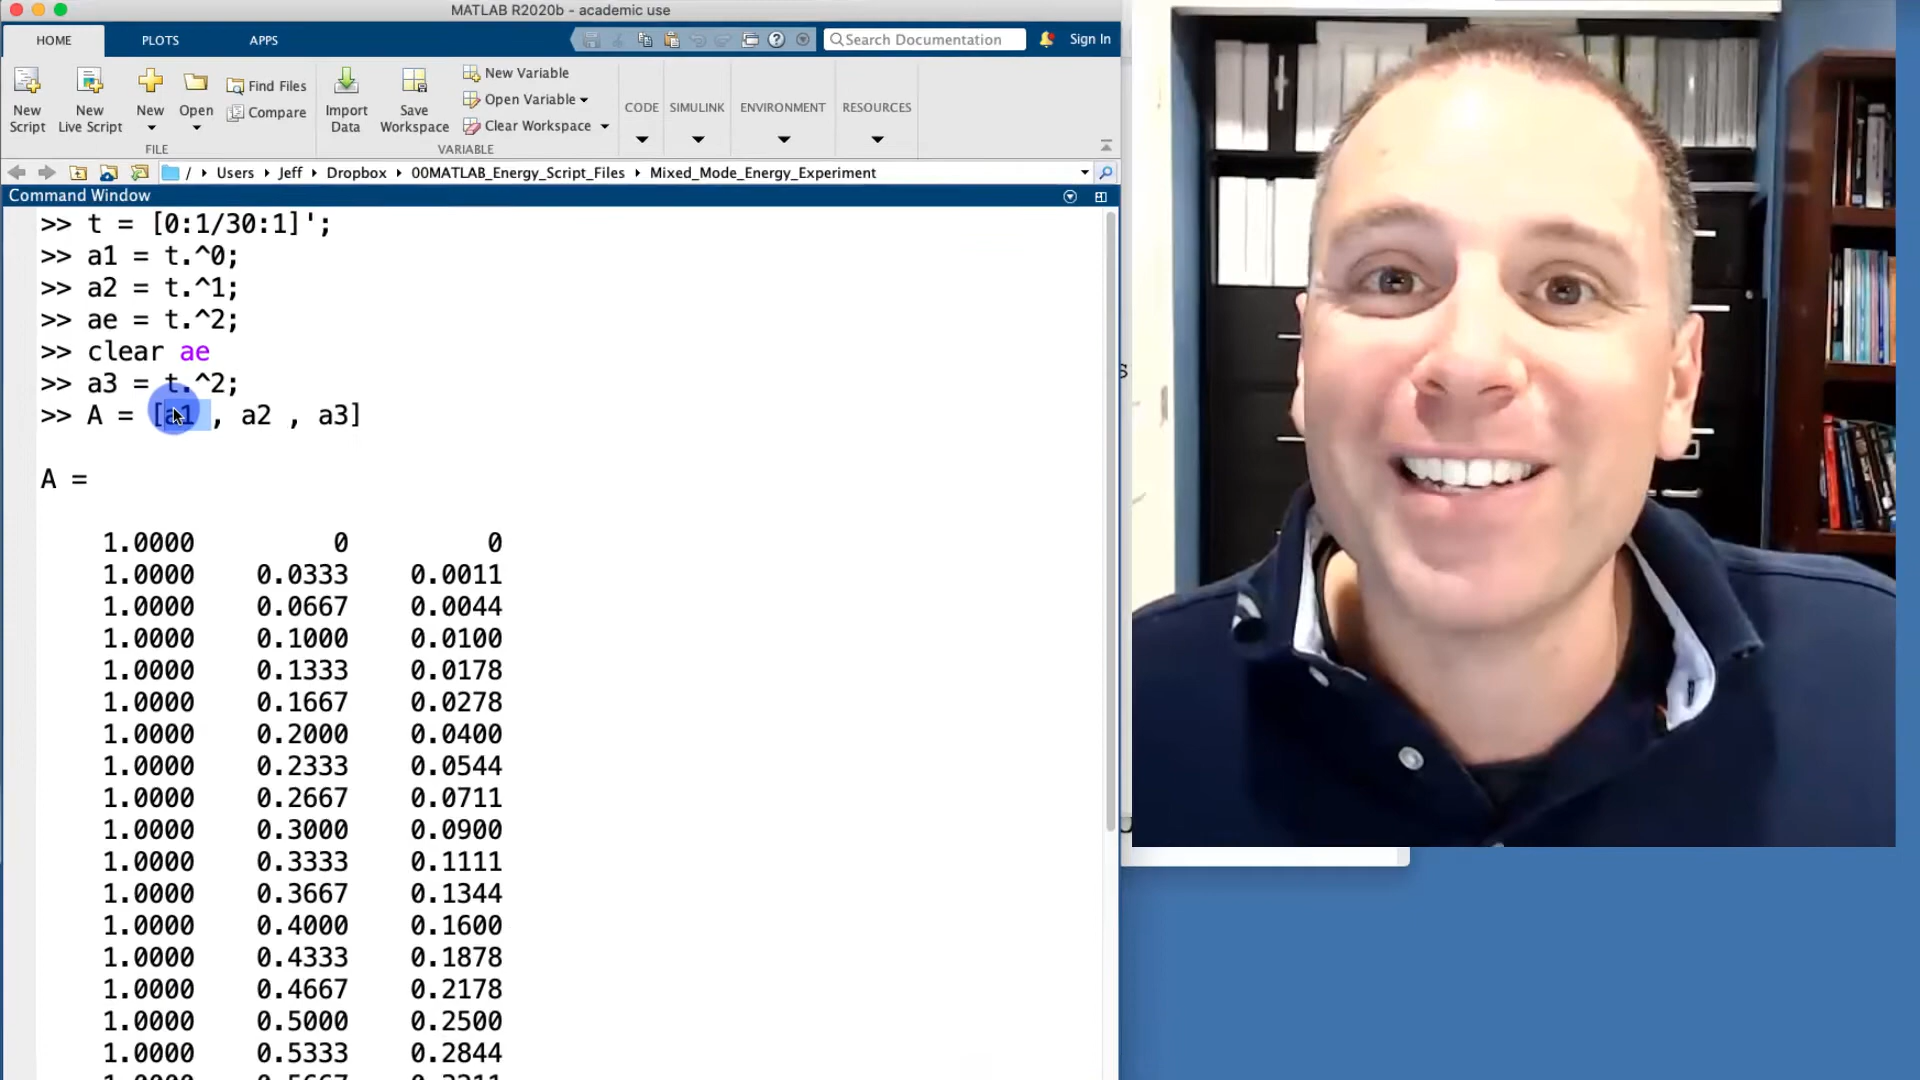 MATLAB R2020b - academic use
HOME PLOTS APPS Search Documentation Sign In
New Script
New Live Script
New
Open
Find Files
Compare
Import Data
Save Workspace
New Variable
Open Variable
Clear Workspace
CODE SIMULINK ENVIRONMENT RESOURCES
FILE VARIABLE
/ Users Jeff Dropbox 00MATLAB_Energy_Script_Files Mixed_Mode_Energy_Experiment
Command Window
>> t = [0:1/30:1]';
>> a1 = t.^0;
>> a2 = t.^1;
>> ae = t.^2;
>> clear ae
>> a3 = t.^2;
>> A = [a1 , a2 , a3]
A =
1.0000 0 0
1.0000 0.0333 0.0011
1.0000 0.0667 0.0044
1.0000 0.1000 0.0100
1.0000 0.1333 0.0178
1.0000 0.1667 0.0278
1.0000 0.2000 0.0400
1.0000 0.2333 0.0544
1.0000 0.2667 0.0711
1.0000 0.3000 0.0900
1.0000 0.3333 0.1111
1.0000 0.3667 0.1344
1.0000 0.4000 0.1600
1.0000 0.4333 0.1878
1.0000 0.4667 0.2178
1.0000 0.5000 0.2500
1.0000 0.5333 0.2844